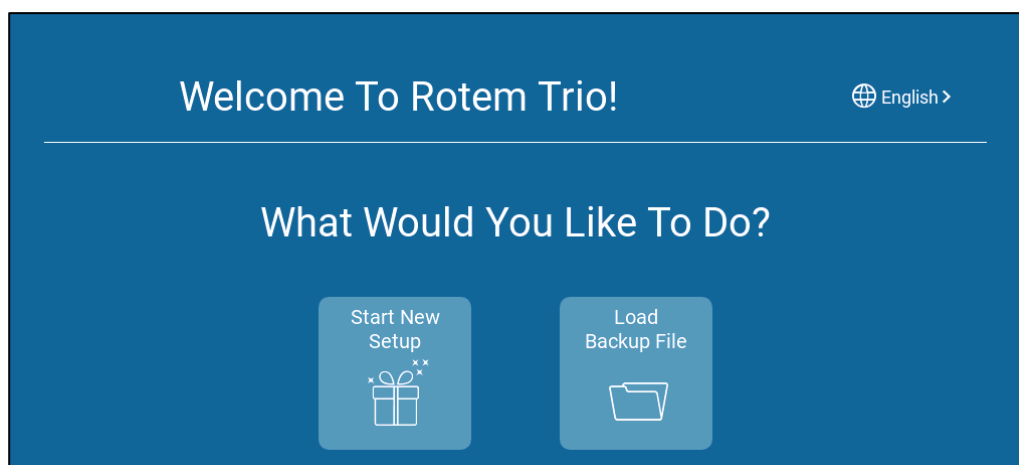 Welcome To Rotem Trio!
English
What Would You Like To Do?
Start New
Setup
Load
Backup File